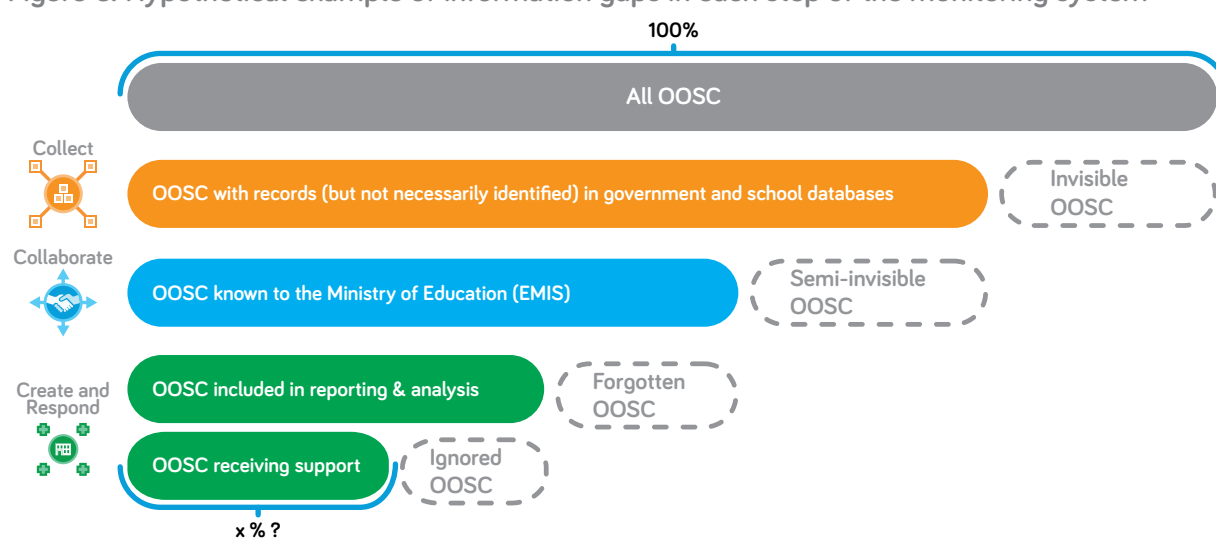 100%
All OOSC
Collect
OOSC with records (but not necessarily identified) in government and school databases
Invisible
OOSC
Collaborate
OOSC known to the Ministry of Education (EMIS)
Semi-invisible
OOSC
Create and
Respond
OOSC included in reporting & analysis
Forgotten
OOSC
OOSC receiving support
Ignored
OOSC
x % ?